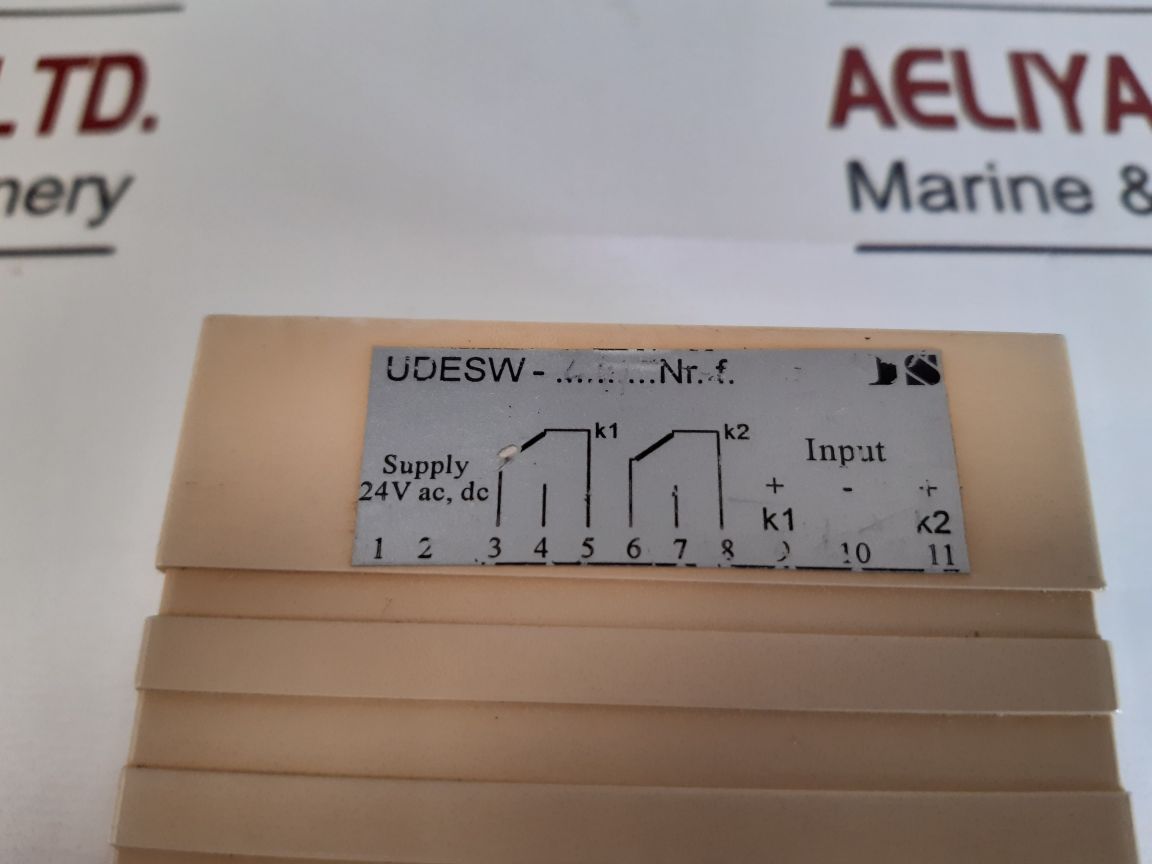 LTD.
AELIYA
nery
Marine &
UDESW- ..........Nr. f.
k1
k2
Input
Supply
24V ac, dc
+ - +
k1 k2
1 2 3 4 5 6 7 8 9 10 11